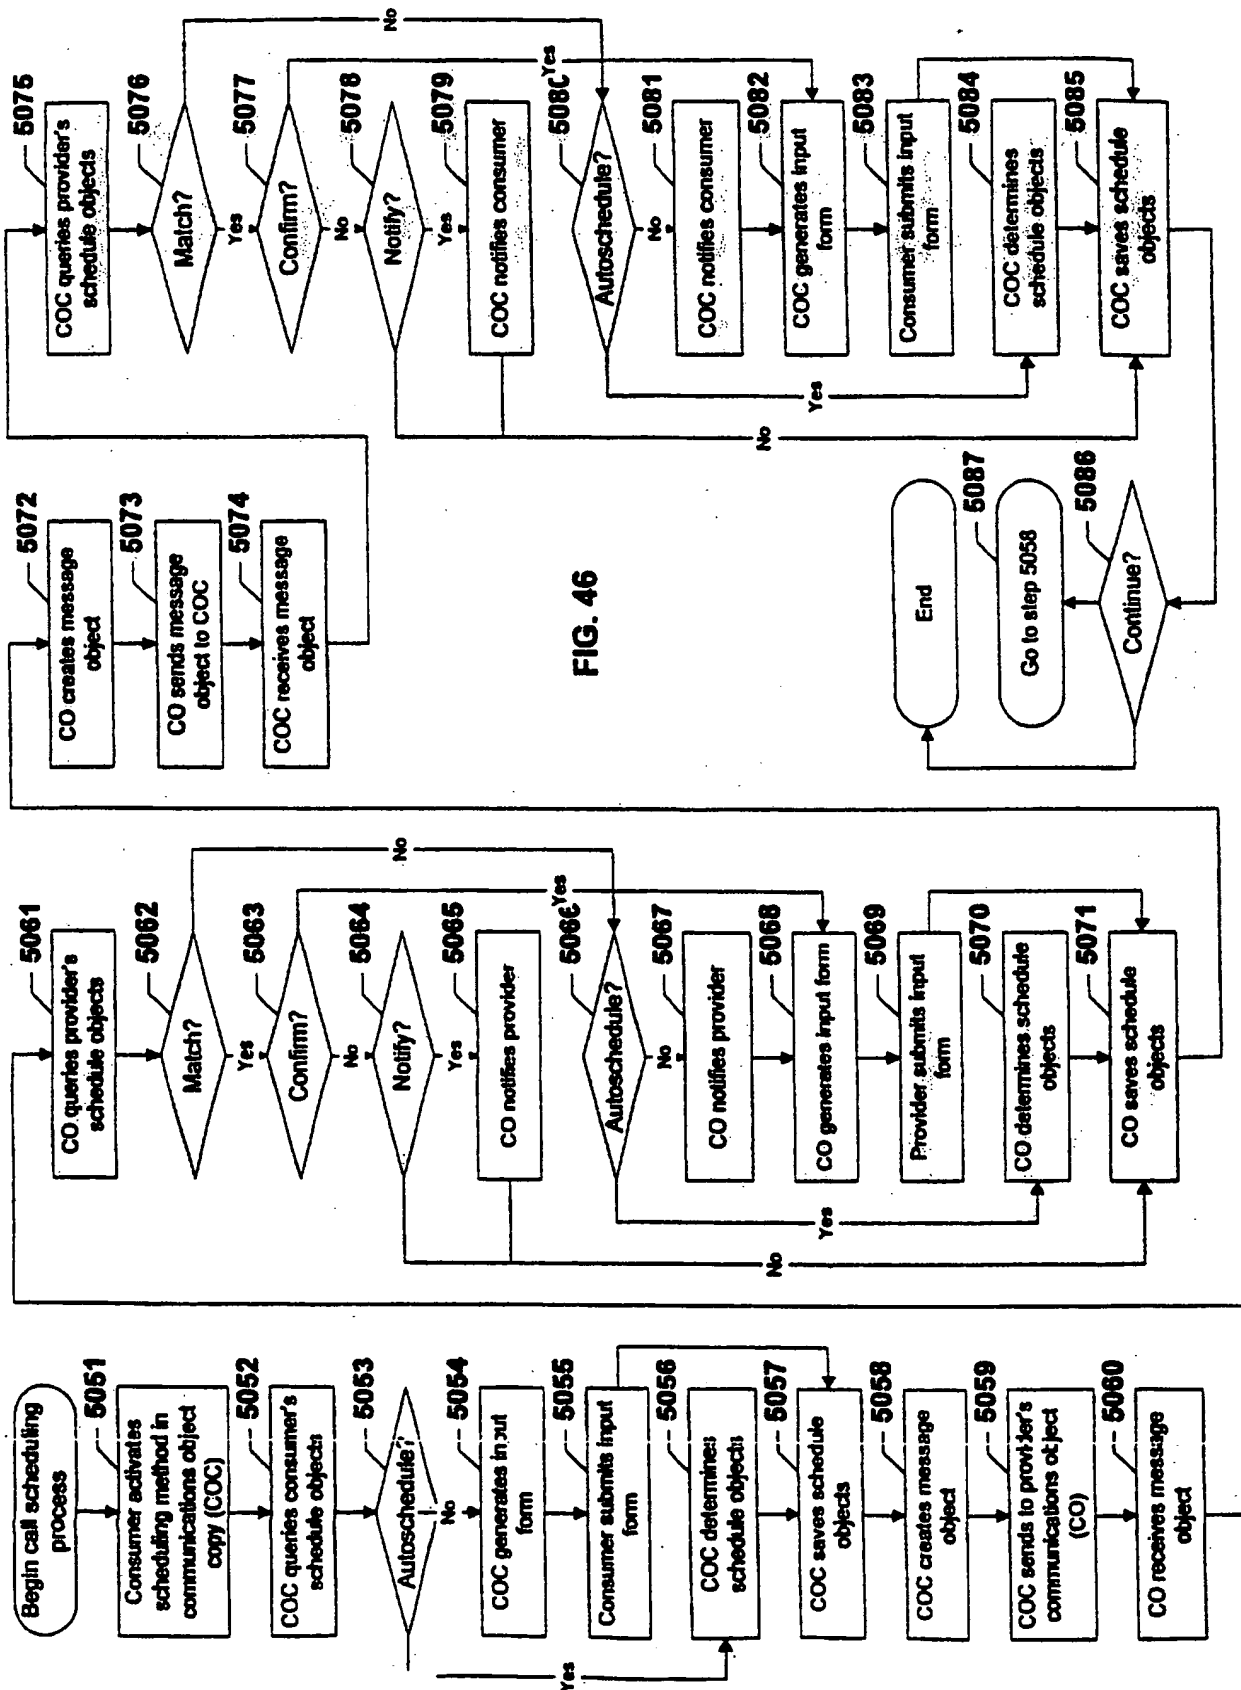 Begin call scheduling
process
5051
Consumer activates
scheduling method in
communications object
copy (COC)
5052
COC queries consumer's
schedule objects
5053
Autoschedule?
No
Yes
5054
COC generates input
form
5055
Consumer submits input
form
5056
COC determines
schedule objects
5057
COC saves schedule
objects
5058
COC creates message
object
5059
COC sends to provider's
communications object
(CO)
5060
CO receives message
object
5061
CO queries provider's
schedule objects
5062
Match?
Yes
No
5063
Confirm?
No
Yes
5064
Notify?
Yes
No
5065
CO notifies provider
5066
Autoschedule?
No
Yes
5067
CO notifies provider
5068
CO generates input form
5069
Provider submits input
form
5070
CO determines schedule
objects
5071
CO saves schedule
objects
5072
CO creates message
object
5073
CO sends message
object to COC
5074
COC receives message
object
5075
COC queries provider's
schedule objects
5076
Match?
Yes
No
5077
Confirm?
No
Yes
5078
Notify?
Yes
No
5079
COC notifies consumer
5080
Autoschedule?
No
Yes
5081
COC notifies consumer
5082
COC generates input
form
5083
Consumer submits input
form
5084
COC determines
schedule objects
5085
COC saves schedule
objects
5086
Continue?
5087
Go to step 5058
End
FIG. 46